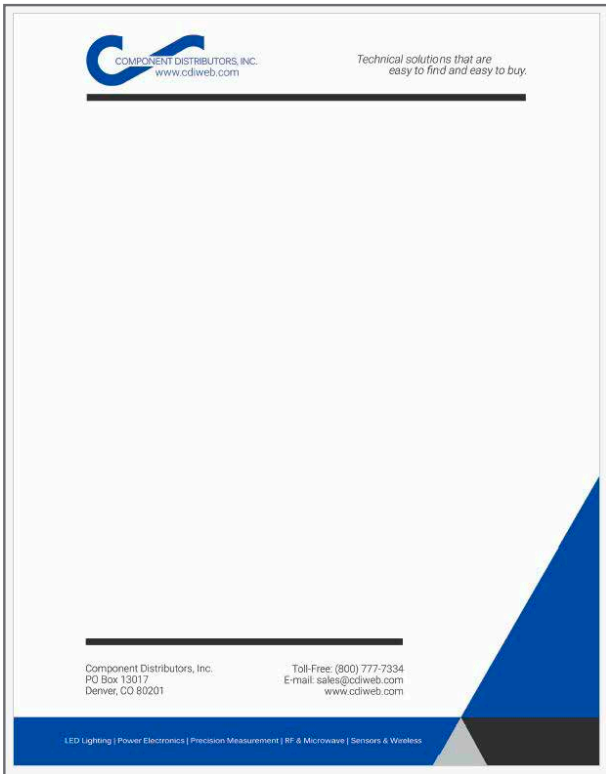 COMPONENT DISTRIBUTORS, INC.
www.cdiweb.com
Technical solutions that are
easy to find and easy to buy.
Component Distributors, Inc.
PO Box 13017
Denver, CO 80201
Toll-Free: (800) 777-7334
E-mail: sales@cdiweb.com
www.cdiweb.com
LED Lighting | Power Electronics | Precision Measurement | RF & Microwave | Sensors & Wireless